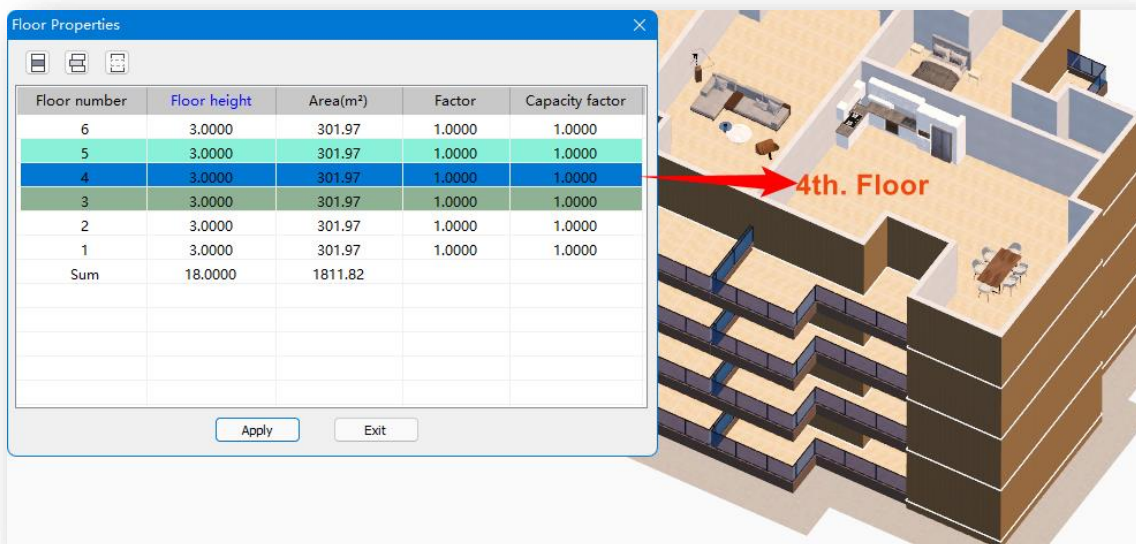 Floor Properties
Floor number Floor height Area(m²) Factor Capacity factor
6 3.0000 301.97 1.0000 1.0000
5 3.0000 301.97 1.0000 1.0000
4 3.0000 301.97 1.0000 1.0000
4th. Floor
3 3.0000 301.97 1.0000 1.0000
2 3.0000 301.97 1.0000 1.0000
1 3.0000 301.97 1.0000 1.0000
Sum 18.0000 1811.82
Apply Exit